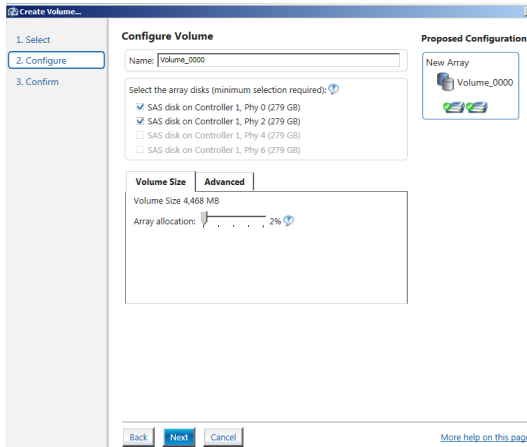 Create Volume...
1. Select
2. Configure
3. Confirm
Configure Volume
Name: Volume_0000
Select the array disks (minimum selection required):
SAS disk on Controller 1, Phy 0 (279 GB)
SAS disk on Controller 1, Phy 2 (279 GB)
SAS disk on Controller 1, Phy 4 (279 GB)
SAS disk on Controller 1, Phy 6 (279 GB)
Volume Size Advanced
Volume Size 4,468 MB
Array allocation: 2%
Proposed Configuration
New Array
Volume_0000
Back Next Cancel
More help on this page